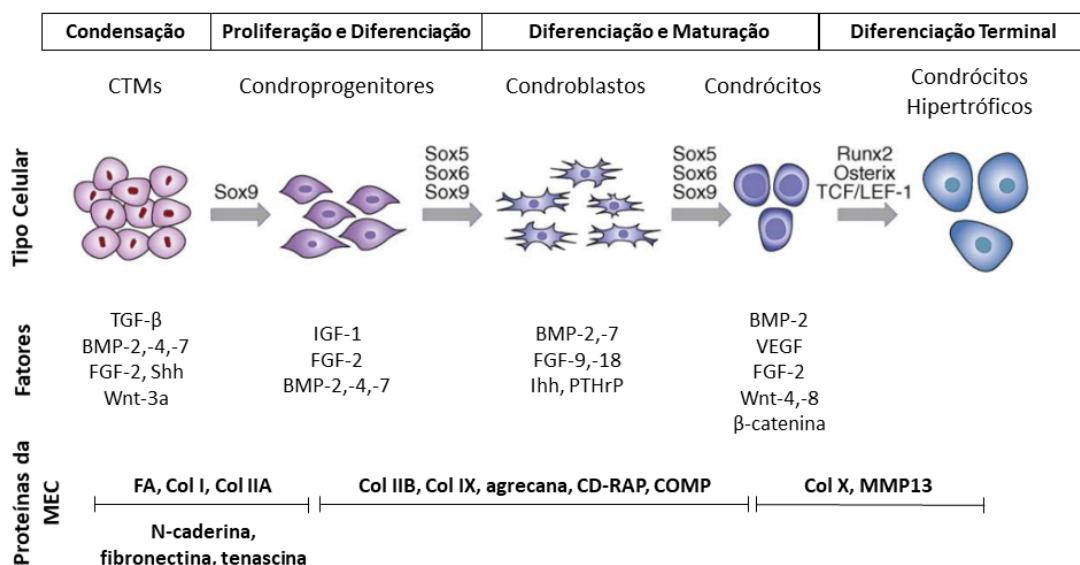 Condensação
Proliferação e Diferenciação
Diferenciação e Maturação
Diferenciação Terminal
CTMs
Condroprogenitores
Condroblastos
Condrócitos
Condrócitos
Hipertróficos
Tipo Celular
Sox9
Sox5
Sox6
Sox9
Sox5
Sox6
Sox9
Runx2
Osterix
TCF/LEF-1
Fatores
TGF-β
BMP-2,-4,-7
FGF-2, Shh
Wnt-3a
IGF-1
FGF-2
BMP-2,-4,-7
BMP-2,-7
FGF-9,-18
Ihh, PTHrP
BMP-2
VEGF
FGF-2
Wnt-4,-8
β-catenina
Proteínas da
MEC
FA, Col I, Col IIA
N-caderina,
fibronectina, tenascina
Col IIB, Col IX, agrecana, CD-RAP, COMP
Col X, MMP13